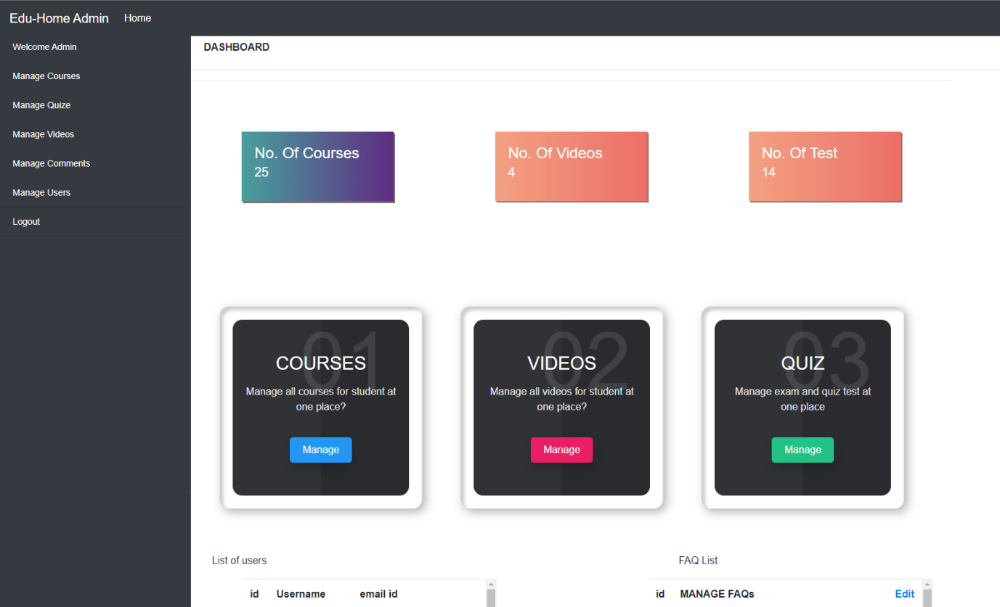 Edu-Home Admin Home
Welcome Admin
Manage Courses
Manage Quize
Manage Videos
Manage Comments
Manage Users
Logout
DASHBOARD
No. Of Courses
25
No. Of Videos
4
No. Of Test
14
01
COURSES
Manage all courses for student at
one place?
Manage
02
VIDEOS
Manage all videos for student at
one place?
Manage
03
QUIZ
Manage exam and quiz test at
one place
Manage
List of users
id Username email id
FAQ List
id MANAGE FAQs Edit